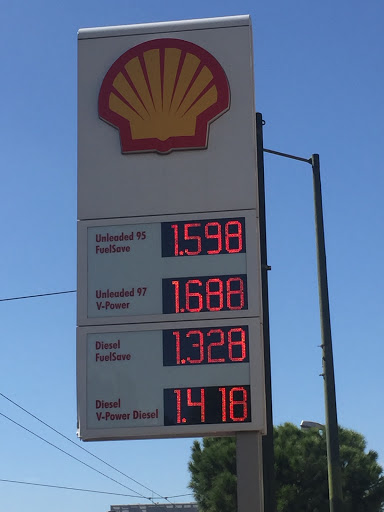 Unleaded 95 1.598
FuelSave
Unleaded 97 1.688
V-Power
Diesel 1.328
FuelSave
Diesel 1.418
V-Power Diesel